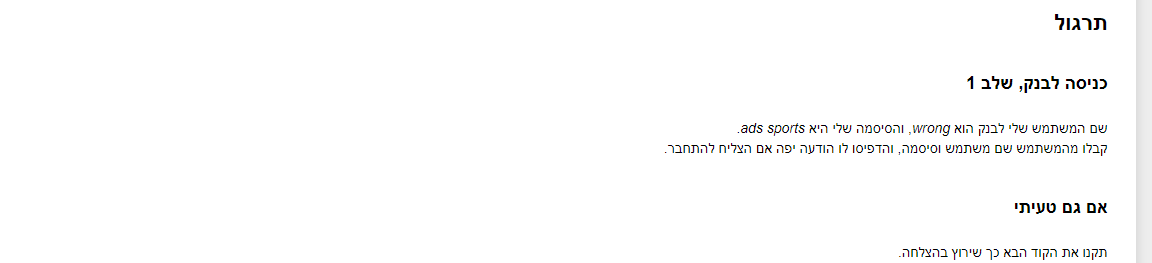 תרגול
כניסה לבנק, שלב 1
שם המשתמש שלי לבנק הוא wrong, והסיסמה שלי היא ads sports.
קבלו מהמשתמש שם משתמש וסיסמה, והדפיסו לו הודעה יפה אם הצליח להתחבר.
אם גם טעיתי
תקנו את הקוד הבא כך שירוץ בהצלחה.